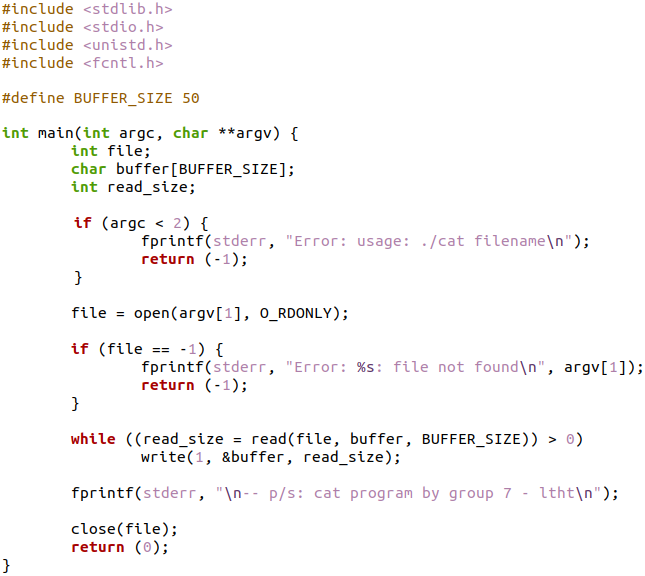 #include <stdlib.h>
#include <stdio.h>
#include <unistd.h>
#include <fcntl.h>

#define BUFFER_SIZE 50

int main(int argc, char **argv) {
        int file;
        char buffer[BUFFER_SIZE];
        int read_size;

        if (argc < 2) {
                fprintf(stderr, "Error: usage: ./cat filename\n");
                return (-1);
        }

        file = open(argv[1], O_RDONLY);

        if (file == -1) {
                fprintf(stderr, "Error: %s: file not found\n", argv[1]);
                return (-1);
        }

        while ((read_size = read(file, buffer, BUFFER_SIZE)) > 0)
                write(1, &buffer, read_size);

        fprintf(stderr, "\n-- p/s: cat program by group 7 - ltht\n");

        close(file);
        return (0);
}